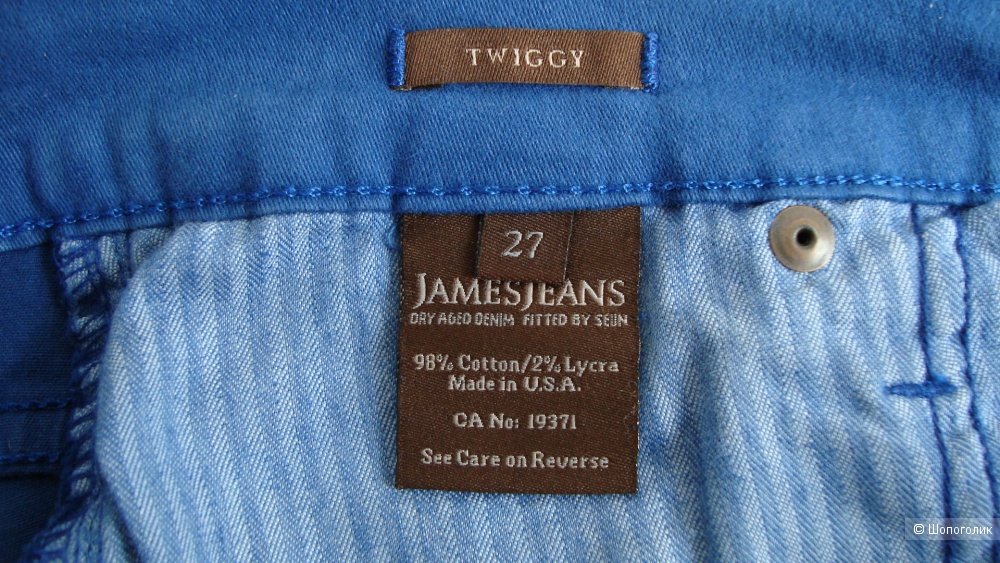 TWIGGY
27
JAMESJEANS
DRY AGED DENIM FITTED BY SEUN
98% Cotton/2% Lycra
Made in U.S.A.
CA No: 19371
See Care on Reverse
© Шопоголик